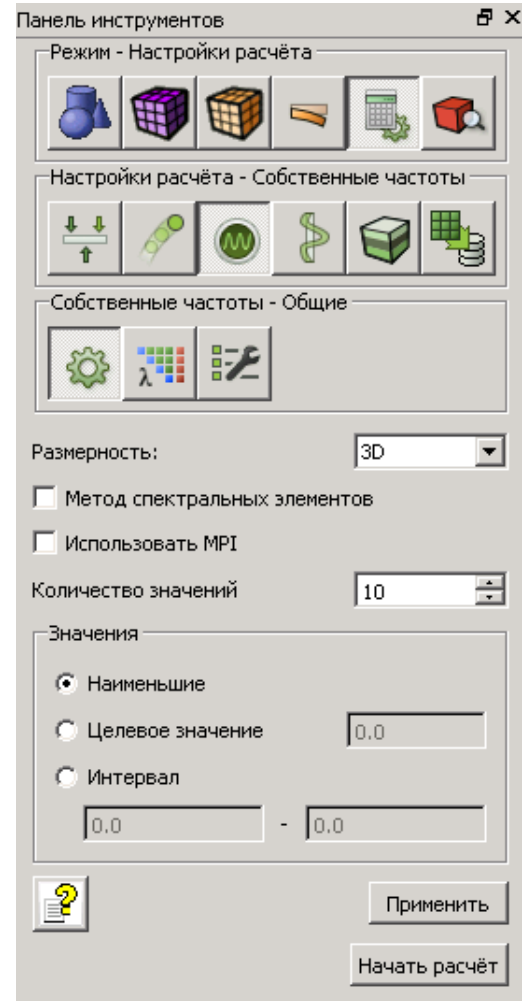 Панель инструментов
Режим - Настройки расчёта
Настройки расчёта - Собственные частоты
Собственные частоты - Общие
λ
Размерность: 3D
Метод спектральных элементов
Использовать MPI
Количество значений 10
Значения
Наименьшие
Целевое значение 0.0
Интервал
0.0 - 0.0
?
Применить
Начать расчёт